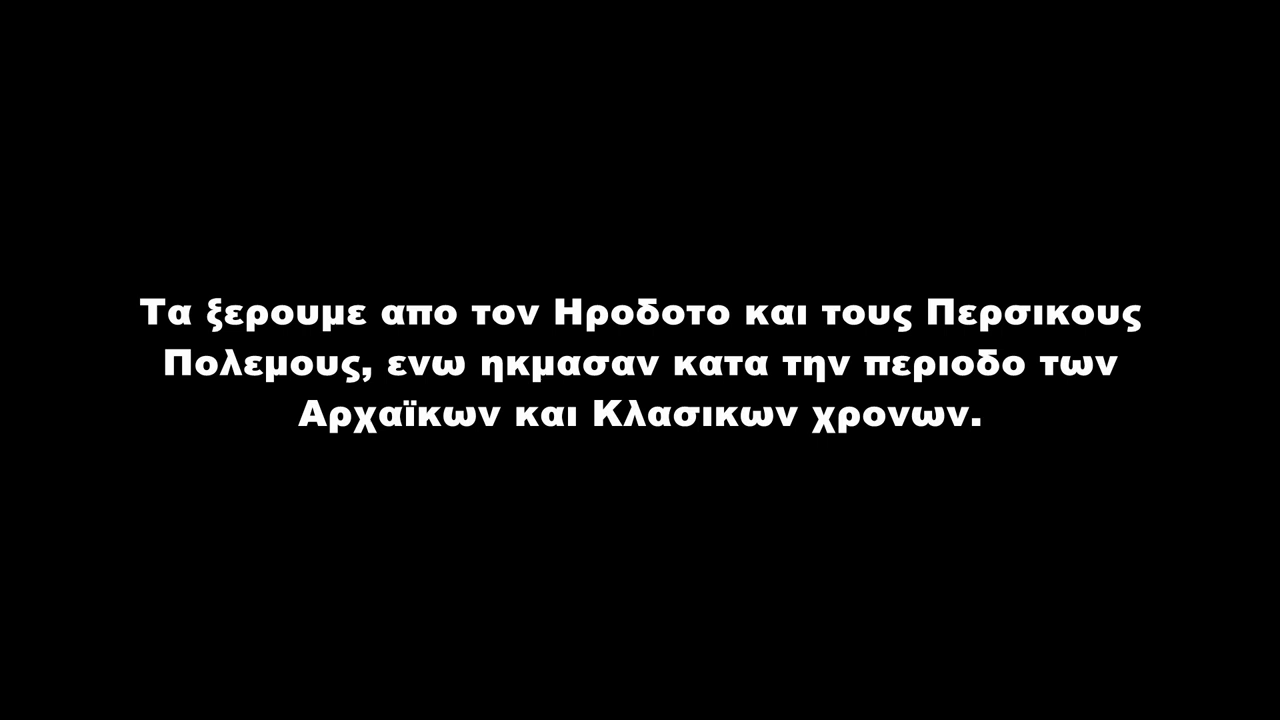 Τα ξερουμε απο τον Ηροδοτο και τους Περσικους
Πολεμους, ενω ηκμασαν κατα την περιοδο των
Αρχαϊκων και Κλασικων χρονων.